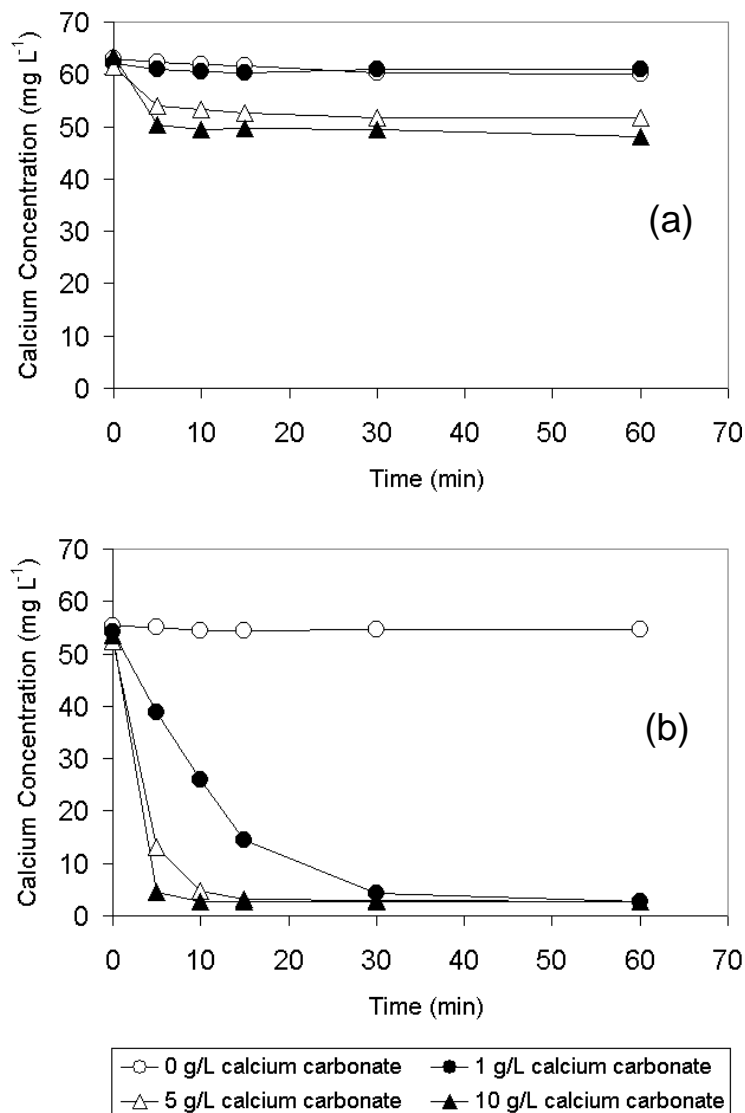 70
60
50
40
30
20
10
0
Calcium Concentration (mg L⁻¹)
(a)
0 10 20 30 40 50 60 70
Time (min)
70
60
50
40
30
20
10
0
Calcium Concentration (mg L⁻¹)
(b)
0 10 20 30 40 50 60 70
Time (min)
0 g/L calcium carbonate 1 g/L calcium carbonate
5 g/L calcium carbonate 10 g/L calcium carbonate